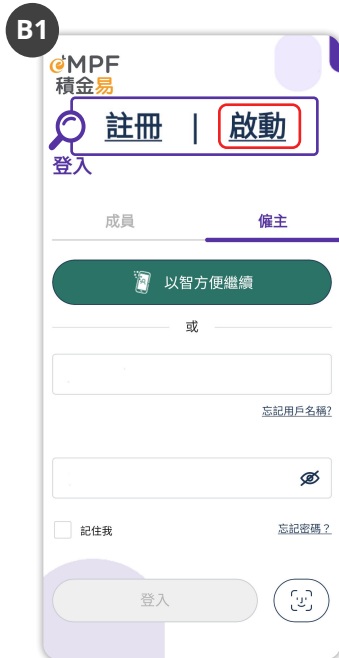 B1
eMPF
積金易
註冊 | 啟動
登入
成員 僱主
以智方便繼續
或
忘記用戶名稱?
記住我 忘記密碼？
登入